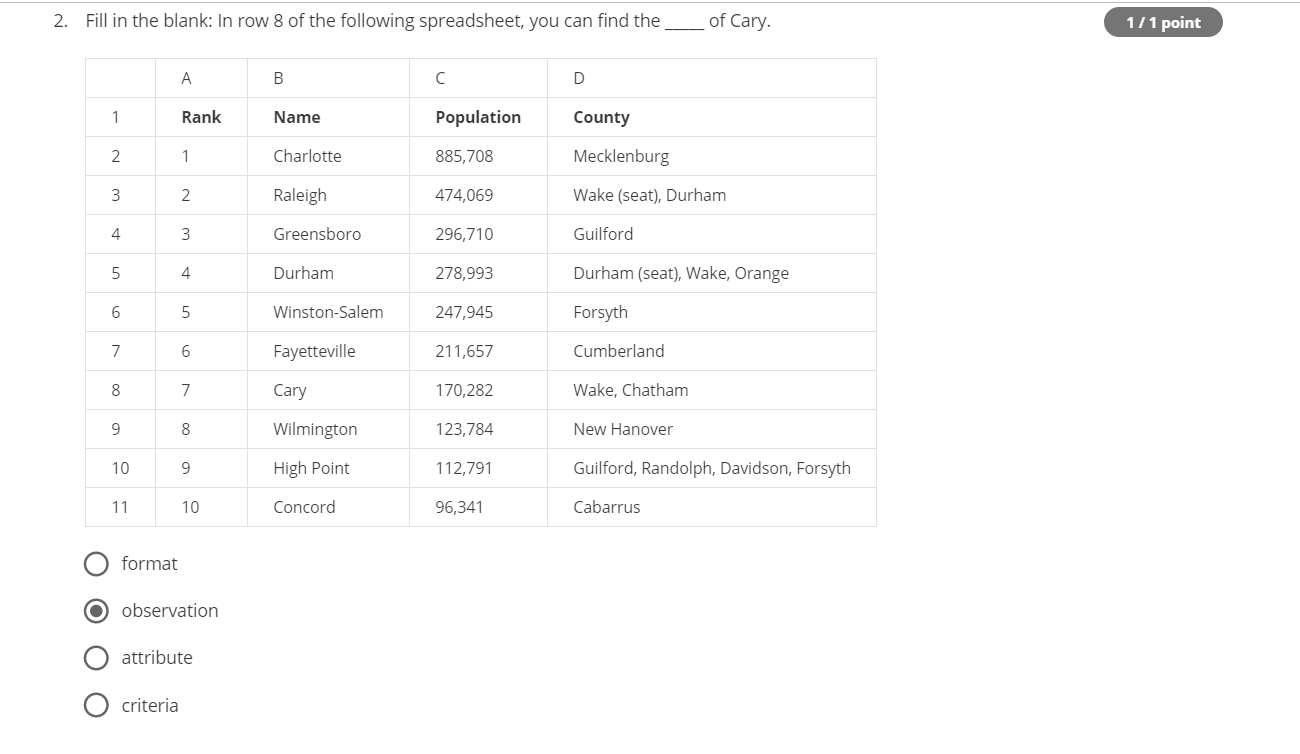 2. Fill in the blank: In row 8 of the following spreadsheet, you can find the _____ of Cary.
1 / 1 point
A B C D
1 Rank Name Population County
2 1 Charlotte 885,708 Mecklenburg
3 2 Raleigh 474,069 Wake (seat), Durham
4 3 Greensboro 296,710 Guilford
5 4 Durham 278,993 Durham (seat), Wake, Orange
6 5 Winston-Salem 247,945 Forsyth
7 6 Fayetteville 211,657 Cumberland
8 7 Cary 170,282 Wake, Chatham
9 8 Wilmington 123,784 New Hanover
10 9 High Point 112,791 Guilford, Randolph, Davidson, Forsyth
11 10 Concord 96,341 Cabarrus
format
observation
attribute
criteria